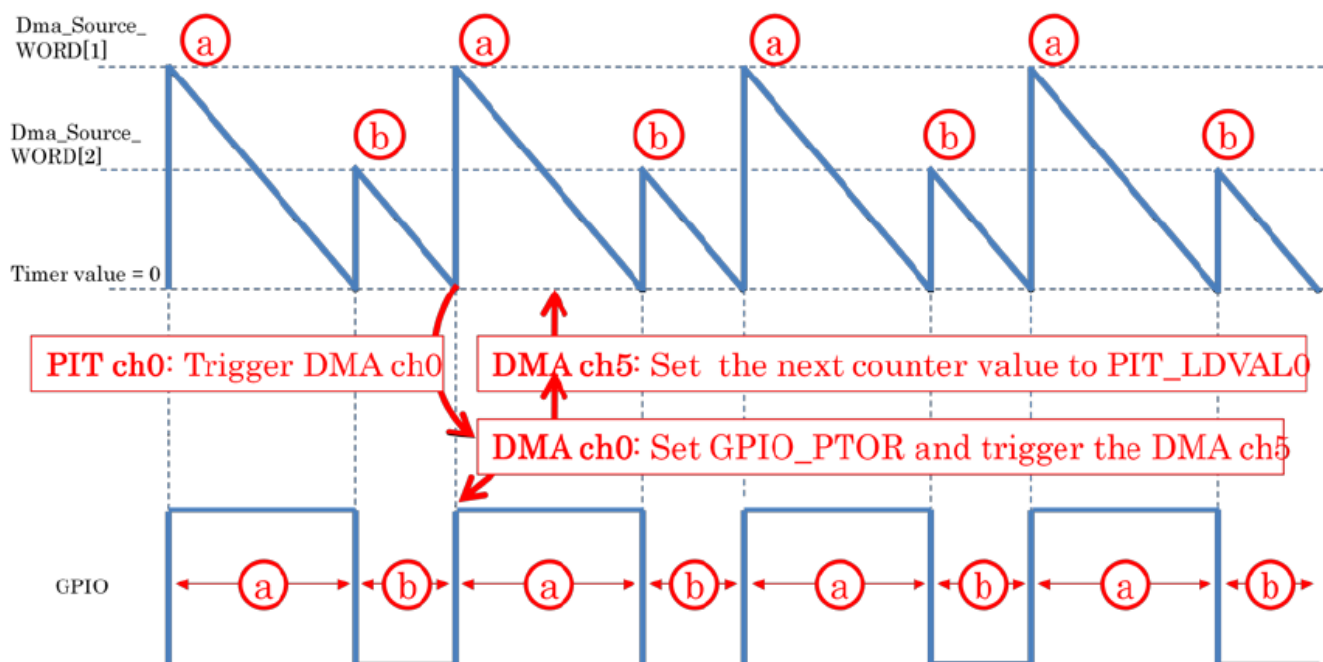 Dma_Source_
WORD[1]
a
a
a
a
Dma_Source_
WORD[2]
b
b
b
b
Timer value = 0
PIT ch0: Trigger DMA ch0
DMA ch5: Set the next counter value to PIT_LDVAL0
DMA ch0: Set GPIO_PTOR and trigger the DMA ch5
GPIO
a
b
a
b
a
b
a
b